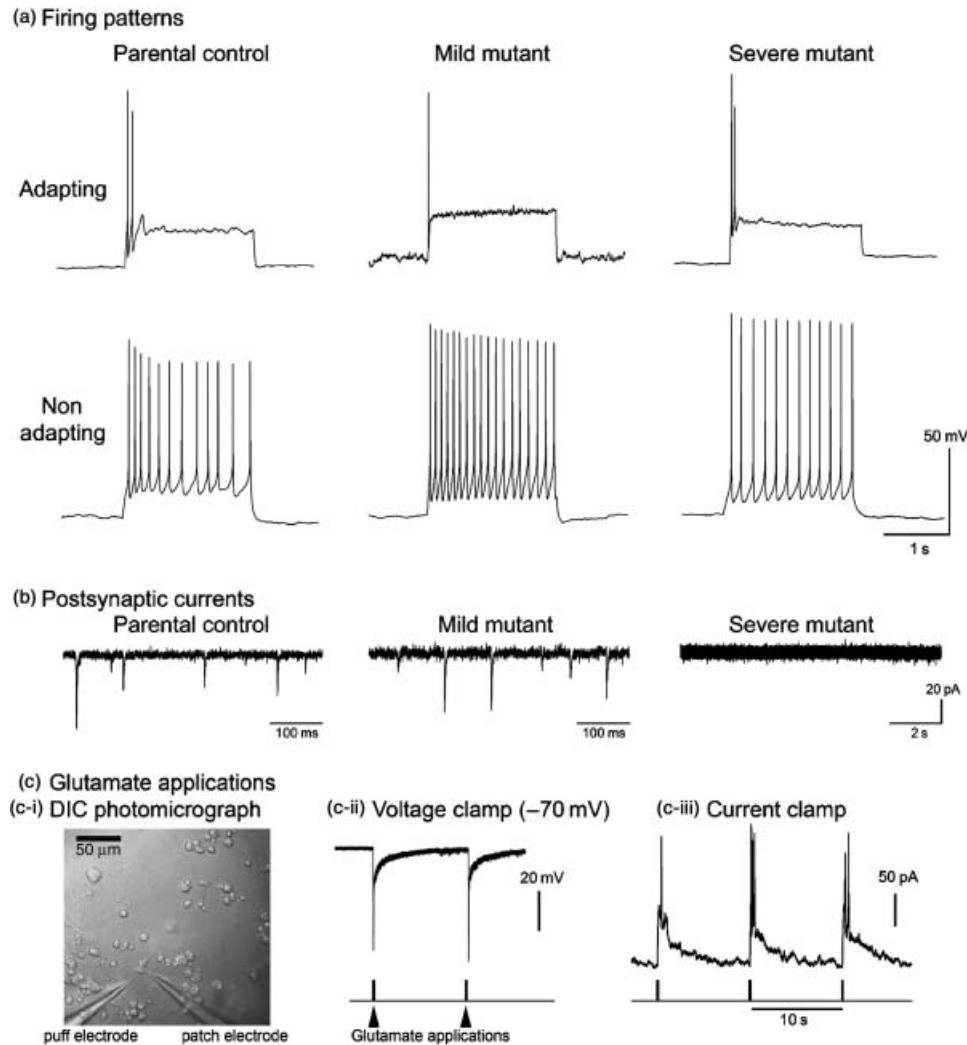 (a) Firing patterns
Parental control Mild mutant Severe mutant
Adapting
Non
adapting
50 mV
1 s
(b) Postsynaptic currents
Parental control Mild mutant Severe mutant
20 pA
100 ms 100 ms 2 s
(c) Glutamate applications
(c-i) DIC photomicrograph (c-ii) Voltage clamp (–70 mV) (c-iii) Current clamp
50 μm
20 mV 50 pA
10 s
puff electrode patch electrode Glutamate applications